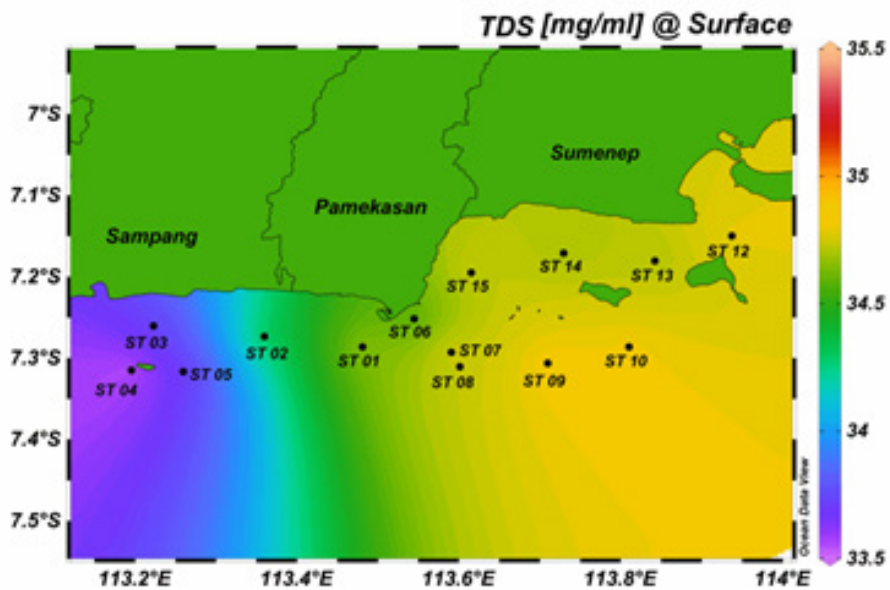 TDS [mg/ml] @ Surface
35.5
7°S
Sumenep
7.1°S
35
Pamekasan
Sampang
ST 12
7.2°S
ST 14
ST 13
ST 15
34.5
ST 06
7.3°S
ST 03
ST 02
ST 01
ST 07
ST 10
ST 04
ST 05
ST 08
ST 09
7.4°S
34
7.5°S
Ocean Data View
33.5
113.2°E 113.4°E 113.6°E 113.8°E 114°E